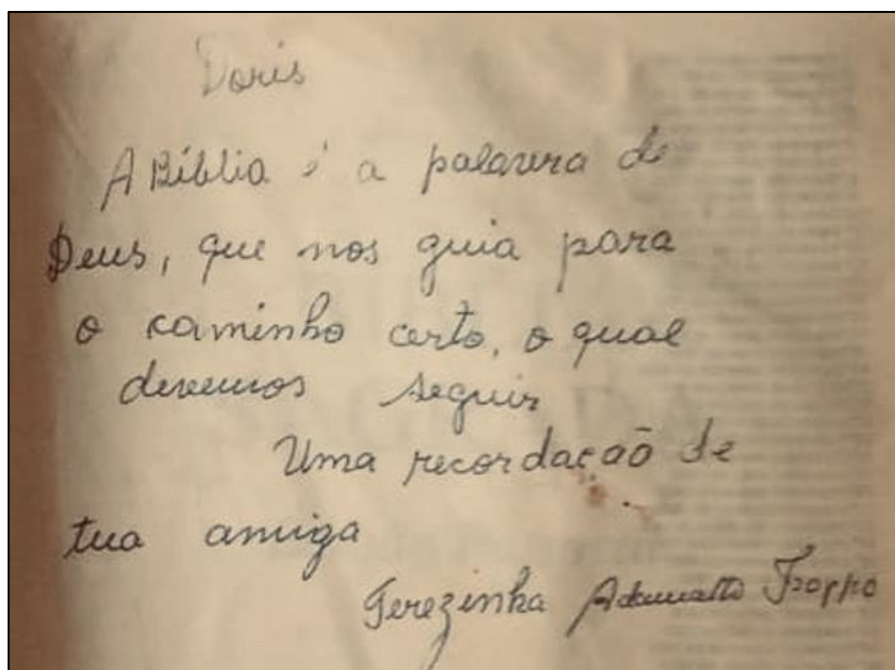 Doris
A Bíblia é a palavra de
Deus, que nos guia para
o caminho certo, o qual
devemos seguir
Uma recordação de
tua amiga
Terezinha